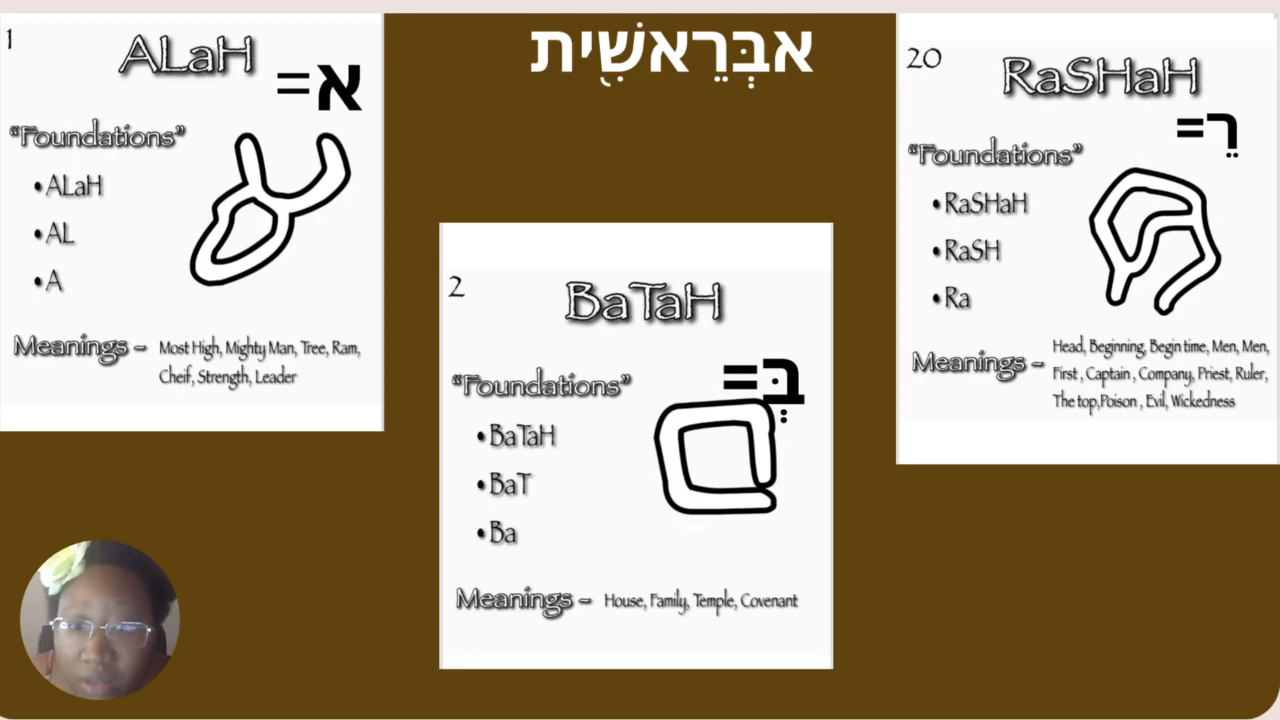 אבְּרֵאשִׁ֖ית
1
ALaH
א=
“Foundations”
• ALaH
• AL
• A
Meanings - Most High, Mighty Man, Tree, Ram,
Cheif, Strength, Leader
2
BaTaH
בֶּ=
“Foundations”
• BaTaH
• BaT
• Ba
Meanings - House, Family, Temple, Covenant
20
RaSHaH
רֵ=
“Foundations”
• RaSHaH
• RaSH
• Ra
Meanings - Head, Beginning, Begin time, Men, Men,
First , Captain , Company, Priest, Ruler,
The top,Poison , Evil, Wickedness